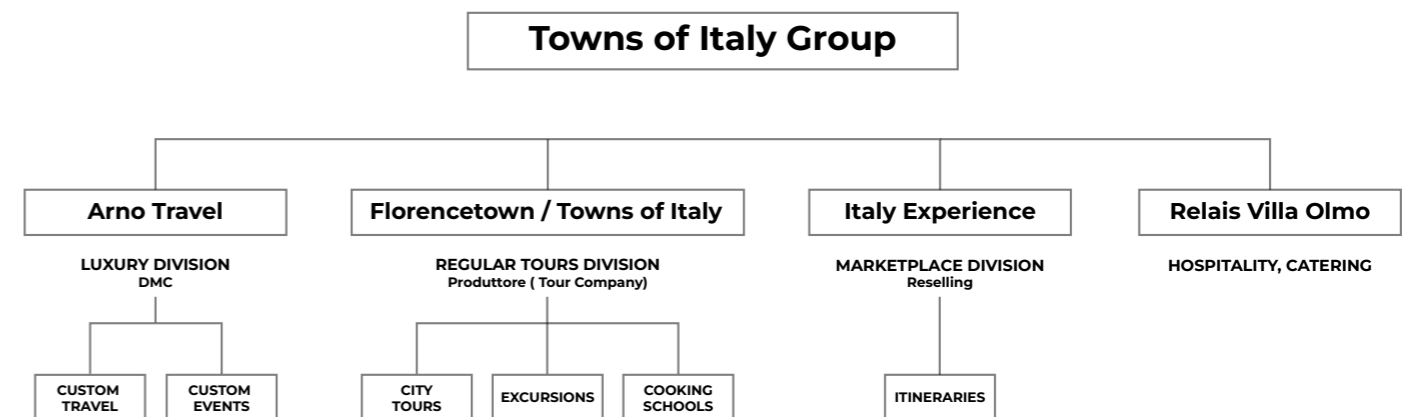 Towns of Italy Group
Arno Travel
Florencetown / Towns of Italy
Italy Experience
Relais Villa Olmo
LUXURY DIVISION
DMC
REGULAR TOURS DIVISION
Produttore ( Tour Company)
MARKETPLACE DIVISION
Reselling
HOSPITALITY, CATERING
CUSTOM
TRAVEL
CUSTOM
EVENTS
CITY
TOURS
EXCURSIONS
COOKING
SCHOOLS
ITINERARIES